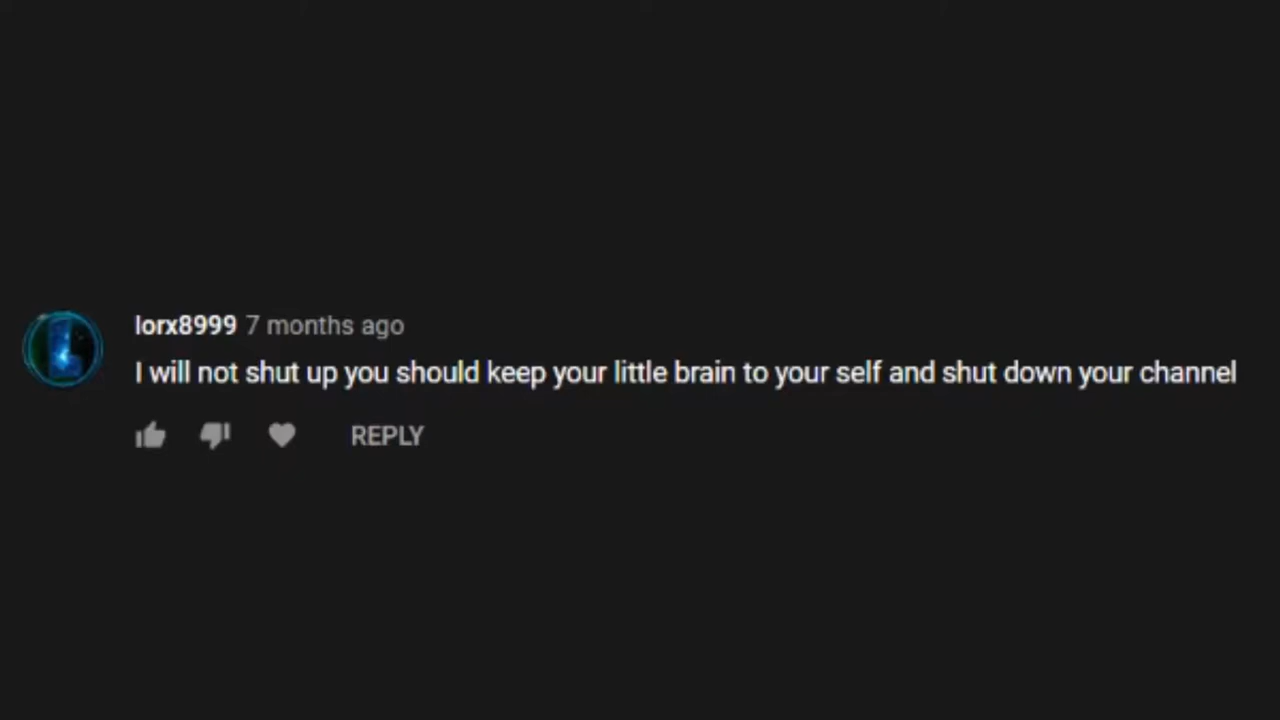 lorx8999 7 months ago
I will not shut up you should keep your little brain to your self and shut down your channel
REPLY